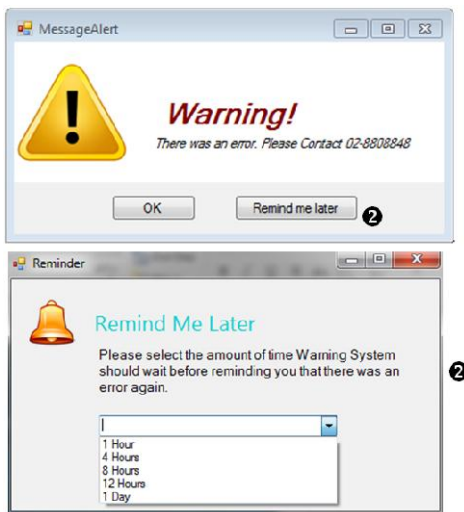 MessageAlert
Warning!
There was an error. Please Contact 02-8808848
OK
Remind me later
2
Reminder
Remind Me Later
Please select the amount of time Warning System
should wait before reminding you that there was an
error again.
2
1 Hour
4 Hours
8 Hours
12 Hours
1 Day